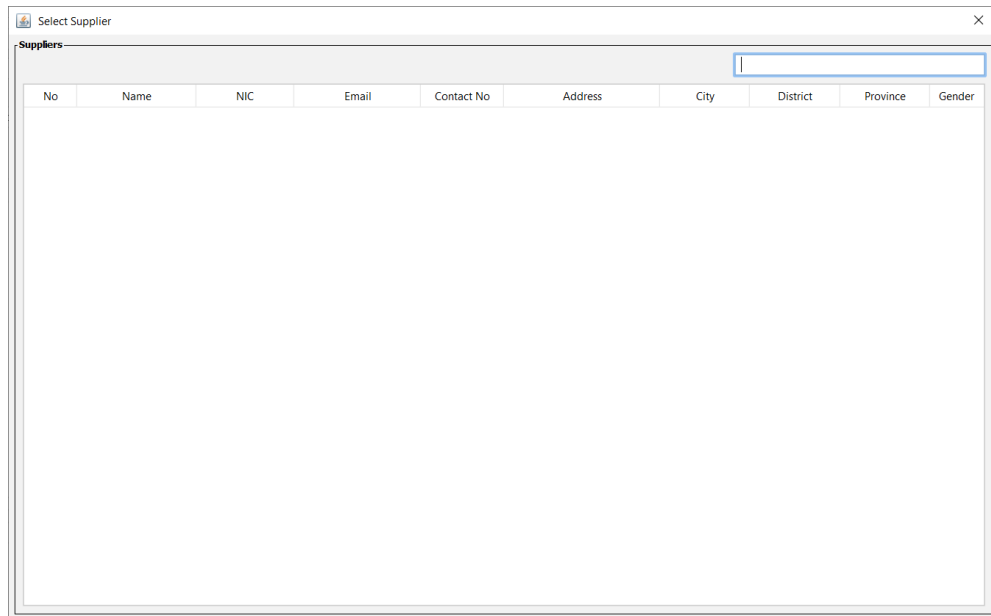 Select Supplier
Suppliers
No Name NIC Email Contact No Address City District Province Gender